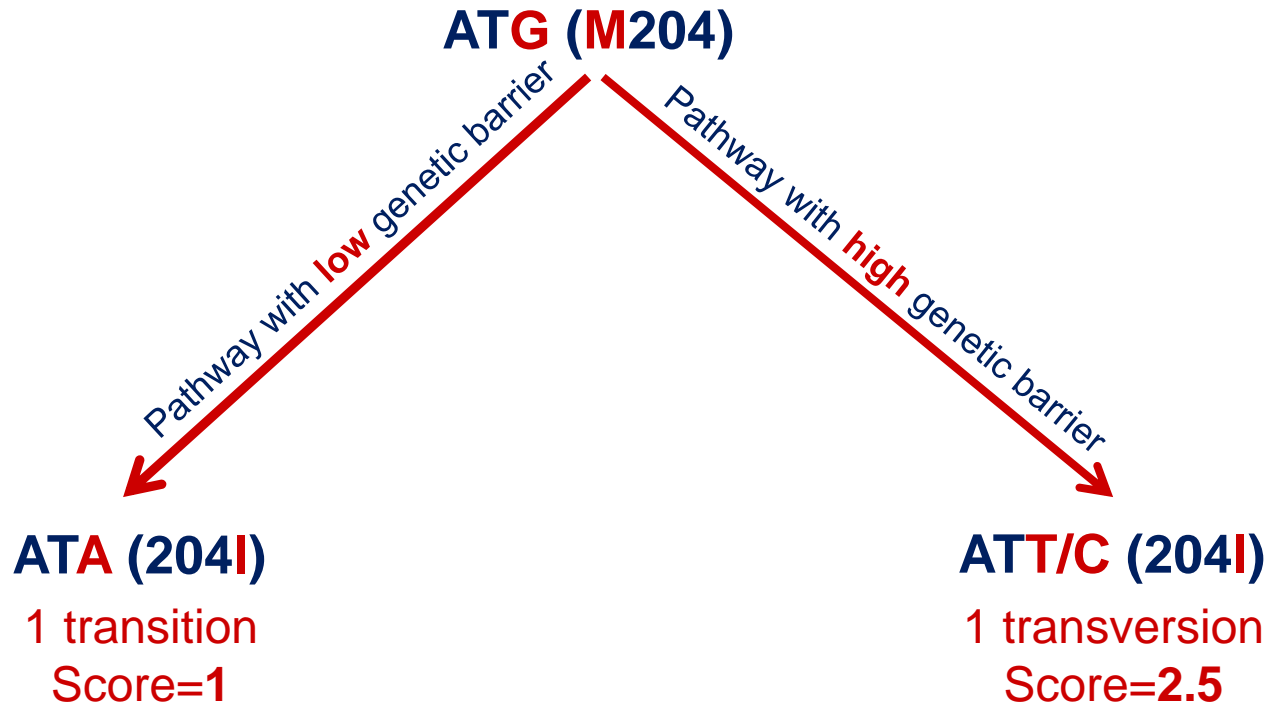 ATG (M204)
Pathway with low genetic barrier
Pathway with high genetic barrier
ATA (204I)
1 transition
Score=1
ATT/C (204I)
1 transversion
Score=2.5